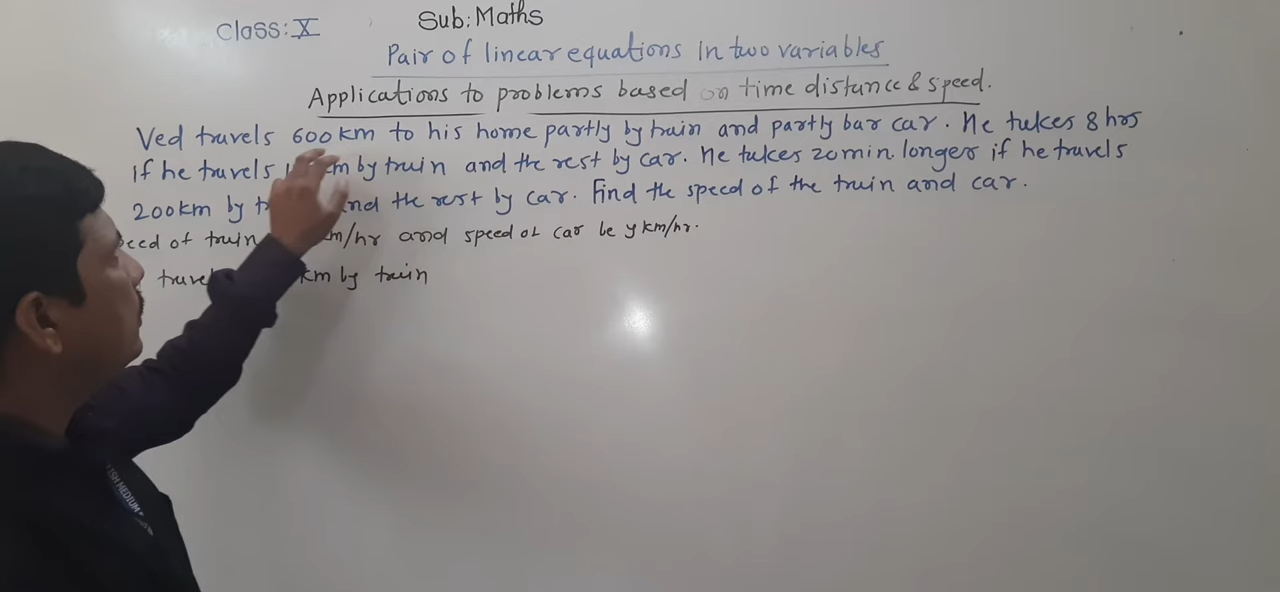 Class: X
Sub: Maths
Pair of linear equations in two variables
Applications to problems based on time distance & speed.
Ved travels 600km to his home partly by train and partly bar car. He takes 8 hrs
if he travels km by train and the rest by car. He takes 20 min. longer if he travels
200km by and the rest by car. Find the speed of the train and car.
of train km/hr and speed of car be y km/hr.
km by train
ISH MEDIUM